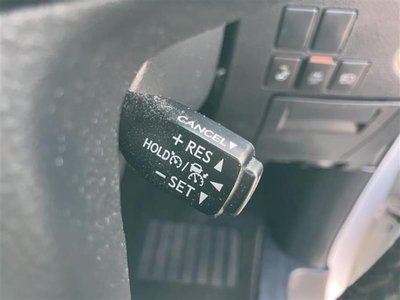 CANCEL
+ RES
HOLD /
− SET